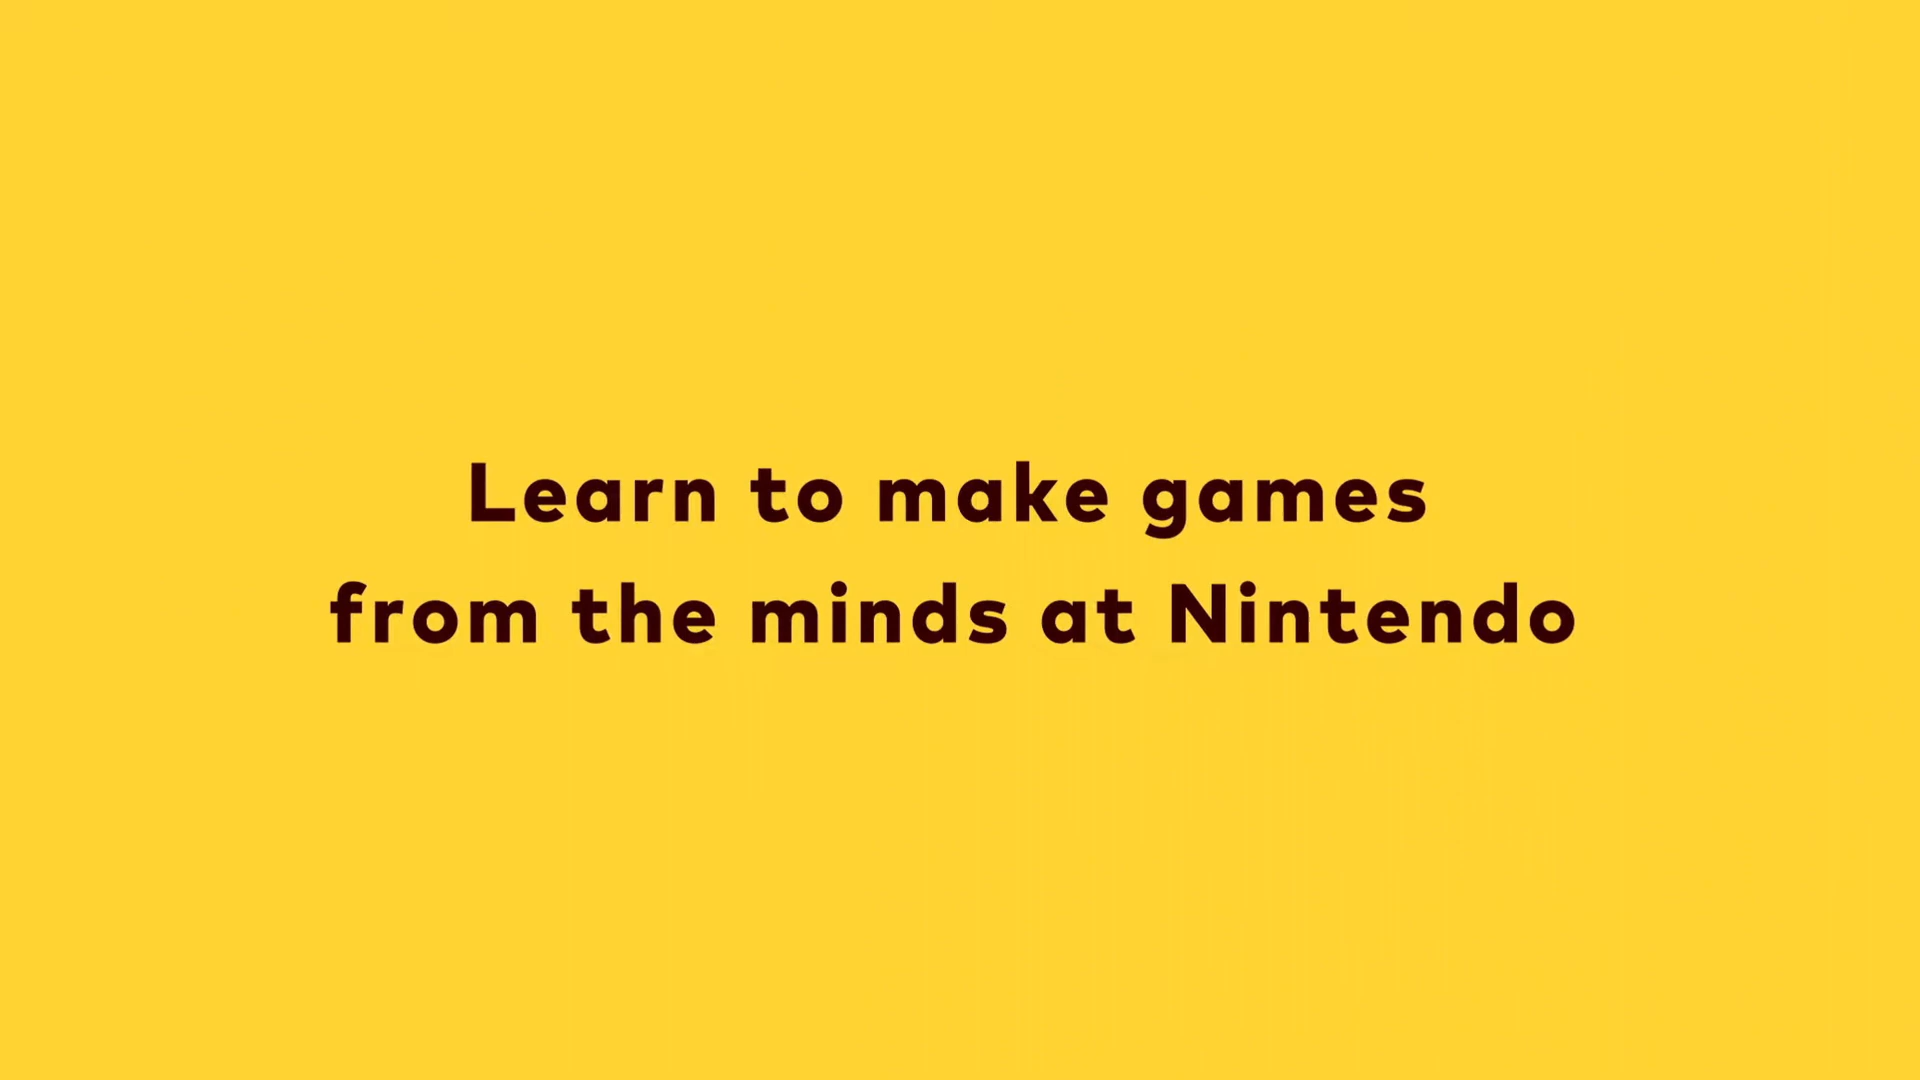 Learn to make games
from the minds at Nintendo